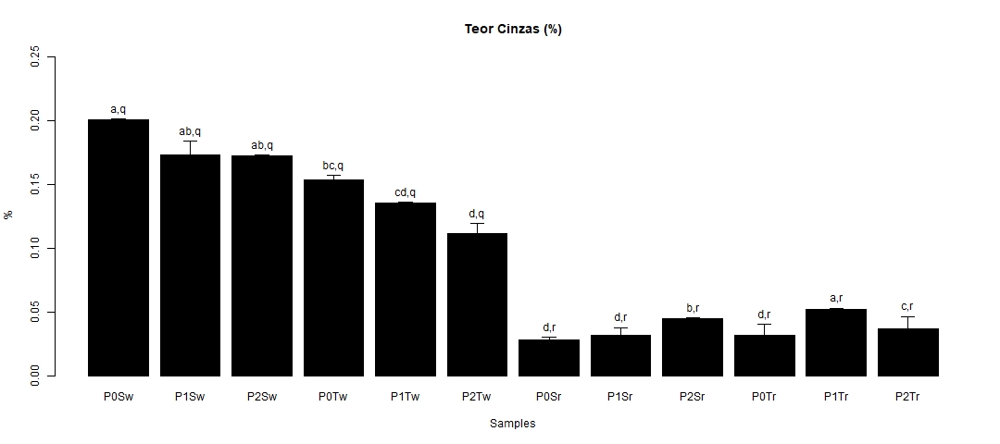 Teor Cinzas (%)
0.25
0.20
0.15
0.10
0.05
0.00
%
a,q
ab,q
ab,q
bc,q
cd,q
d,q
d,r
d,r
b,r
d,r
a,r
c,r
P0Sw P1Sw P2Sw P0Tw P1Tw P2Tw P0Sr P1Sr P2Sr P0Tr P1Tr P2Tr
Samples